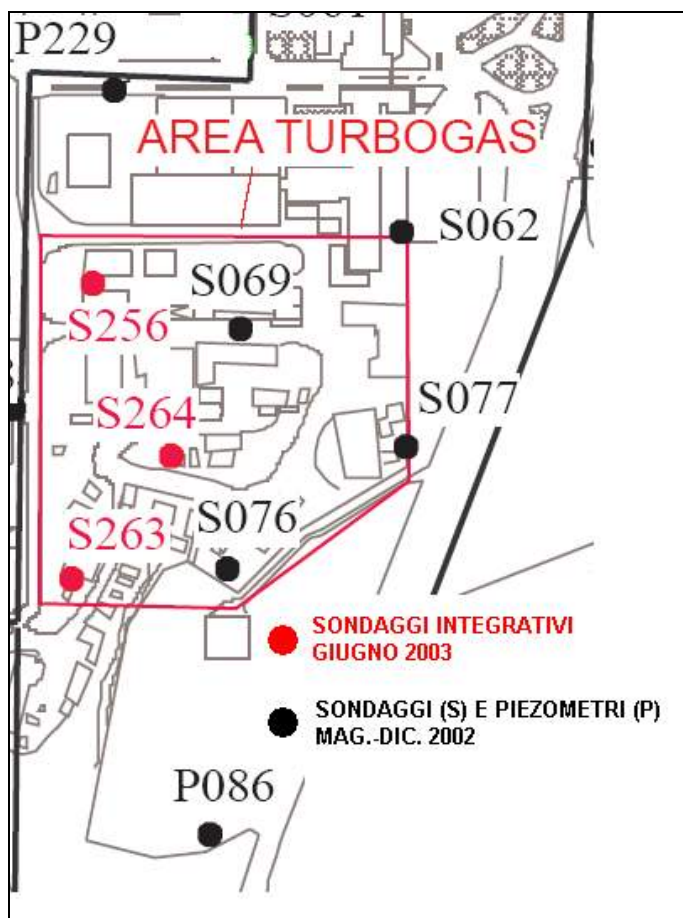 P229
AREA TURBOGAS
S062
S069
S256
S077
S264
S076
S263
SONDAGGI INTEGRATIVI
GIUGNO 2003
SONDAGGI (S) E PIEZOMETRI (P)
MAG.-DIC. 2002
P086